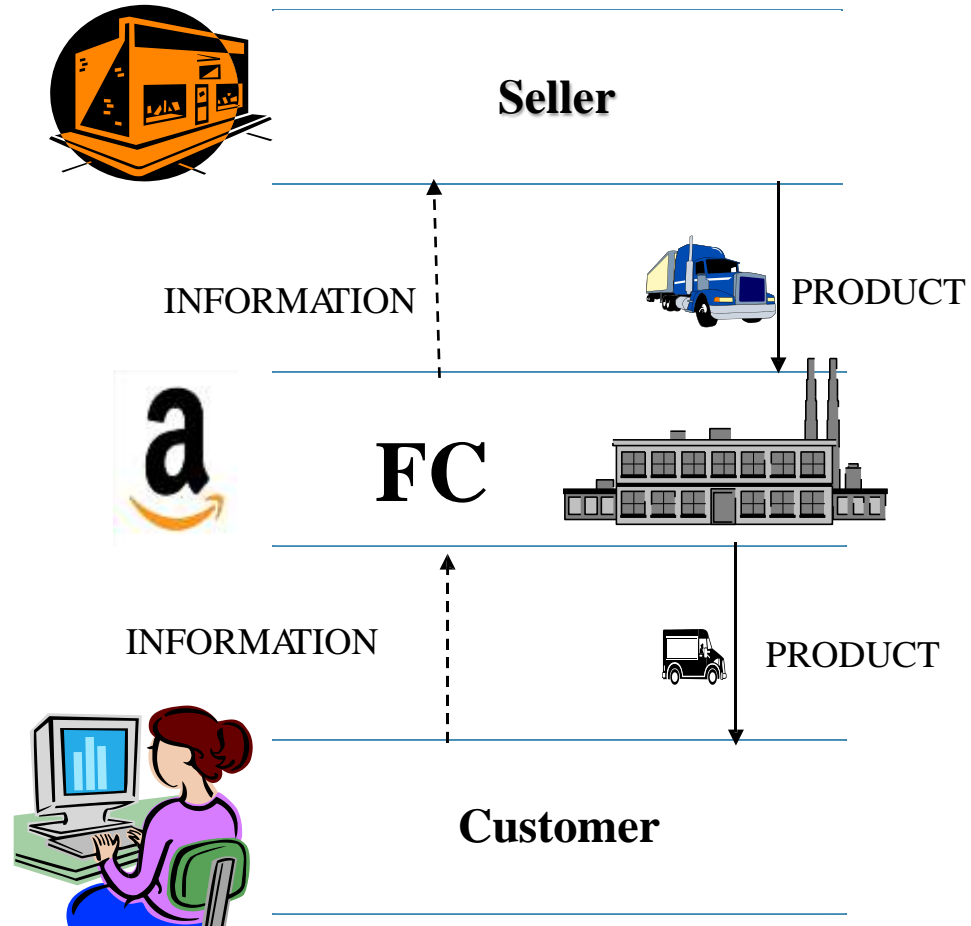 Seller
INFORMATION
PRODUCT
a
FC
INFORMATION
PRODUCT
Customer